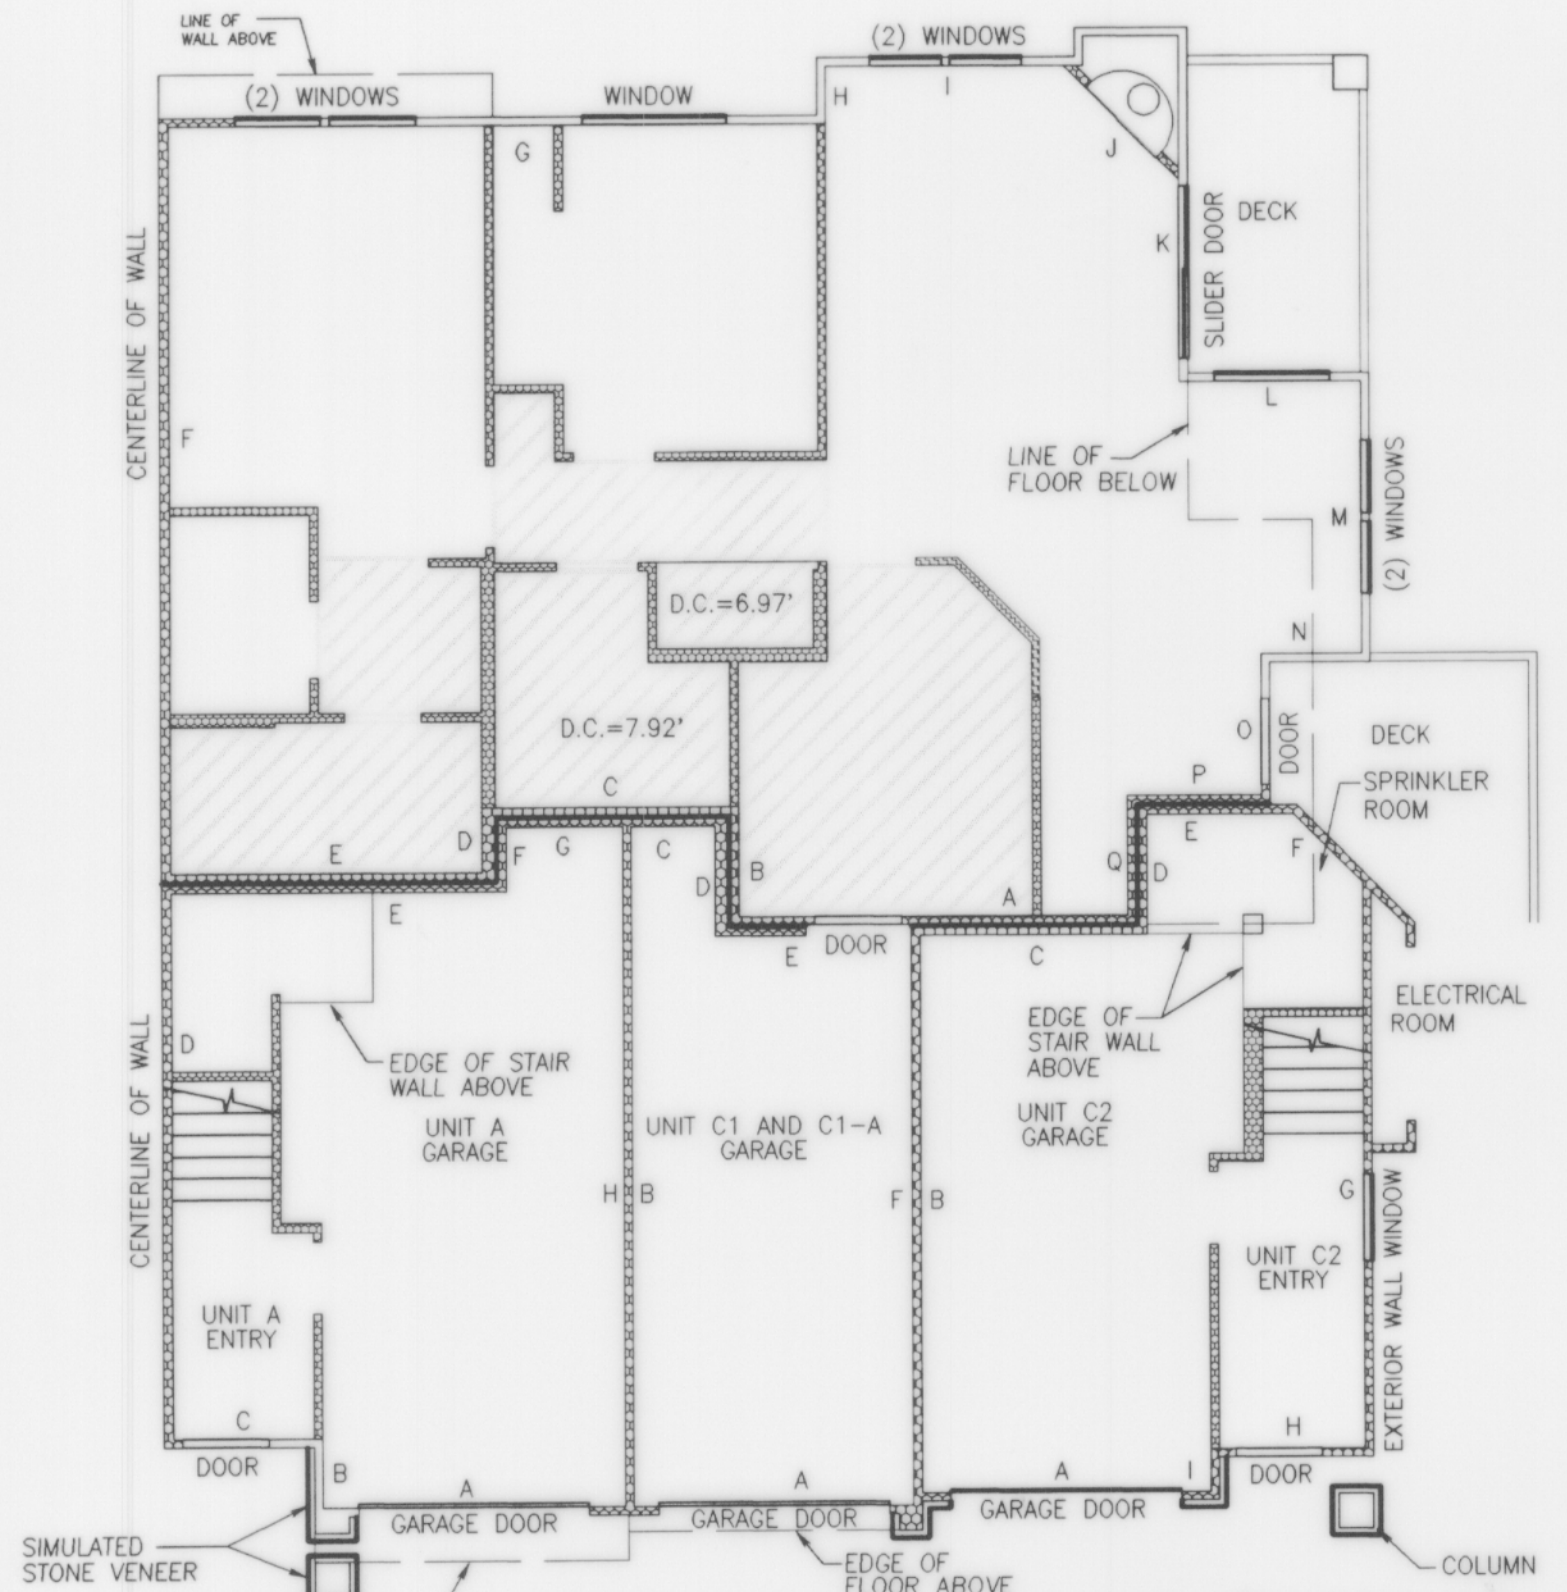 LINE OF
WALL ABOVE
(2) WINDOWS
(2) WINDOWS
WINDOW
H
I
G
J
CENTERLINE OF WALL
K
SLIDER DOOR
DECK
L
F
LINE OF
FLOOR BELOW
M
(2) WINDOWS
D.C.=6.97'
N
D.C.=7.92'
O
DOOR
DECK
C
P
SPRINKLER
ROOM
E
D
F
G
C
D
B
A
Q
D
E
F
E
E
DOOR
C
ELECTRICAL
ROOM
CENTERLINE OF WALL
D
EDGE OF STAIR
WALL ABOVE
EDGE OF
STAIR WALL
ABOVE
UNIT A
GARAGE
UNIT C1 AND C1-A
GARAGE
UNIT C2
GARAGE
H
B
F
B
G
EXTERIOR WALL WINDOW
UNIT C2
ENTRY
UNIT A
ENTRY
C
DOOR
B
A
GARAGE DOOR
A
GARAGE DOOR
A
GARAGE DOOR
I
H
DOOR
SIMULATED
STONE VENEER
EDGE OF
FLOOR ABOVE
COLUMN